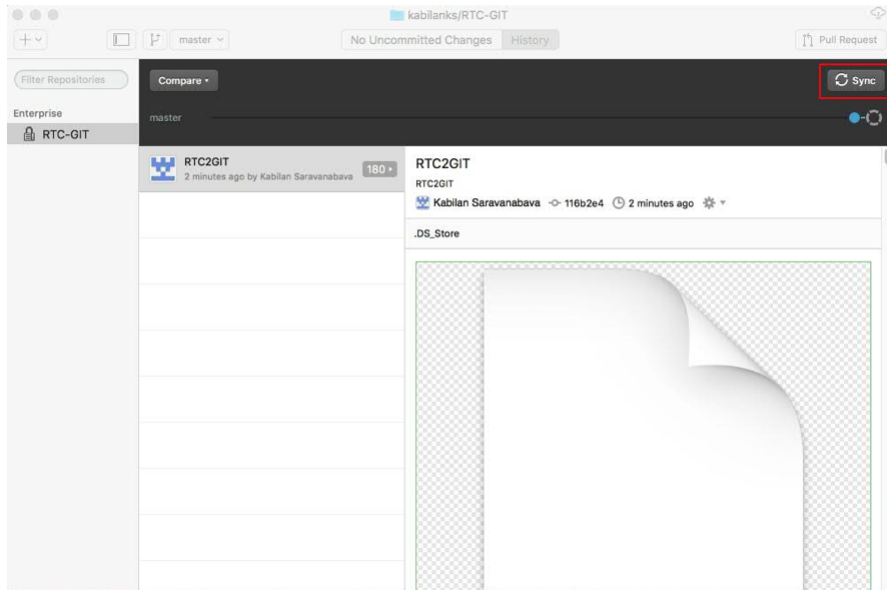 kabilanks/RTC-GIT
master
No Uncommitted Changes
History
Pull Request
Filter Repositories
Compare
Sync
Enterprise
master
RTC-GIT
RTC2GIT
2 minutes ago by Kabilan Saravanabava
180
RTC2GIT
RTC2GIT
Kabilan Saravanabava 116b2e4 2 minutes ago
.DS_Store